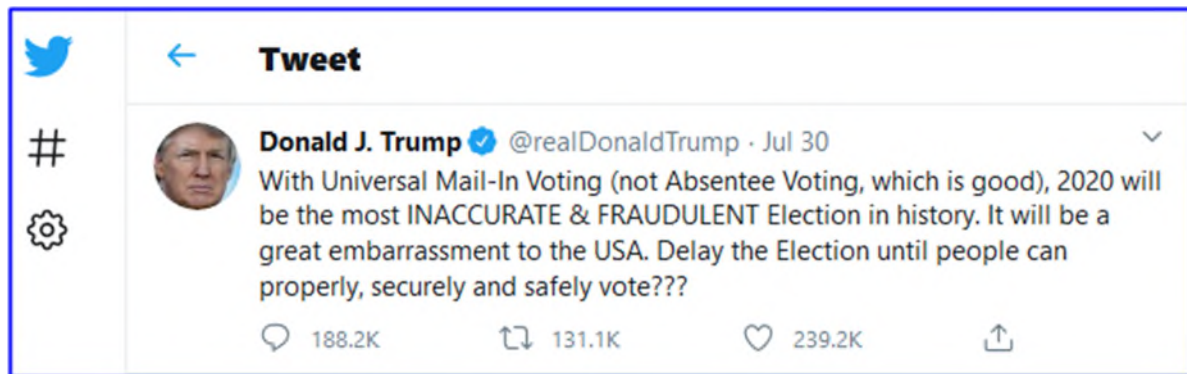 Tweet
Donald J. Trump @realDonaldTrump · Jul 30
With Universal Mail-In Voting (not Absentee Voting, which is good), 2020 will
be the most INACCURATE & FRAUDULENT Election in history. It will be a
great embarrassment to the USA. Delay the Election until people can
properly, securely and safely vote???
188.2K 131.1K 239.2K